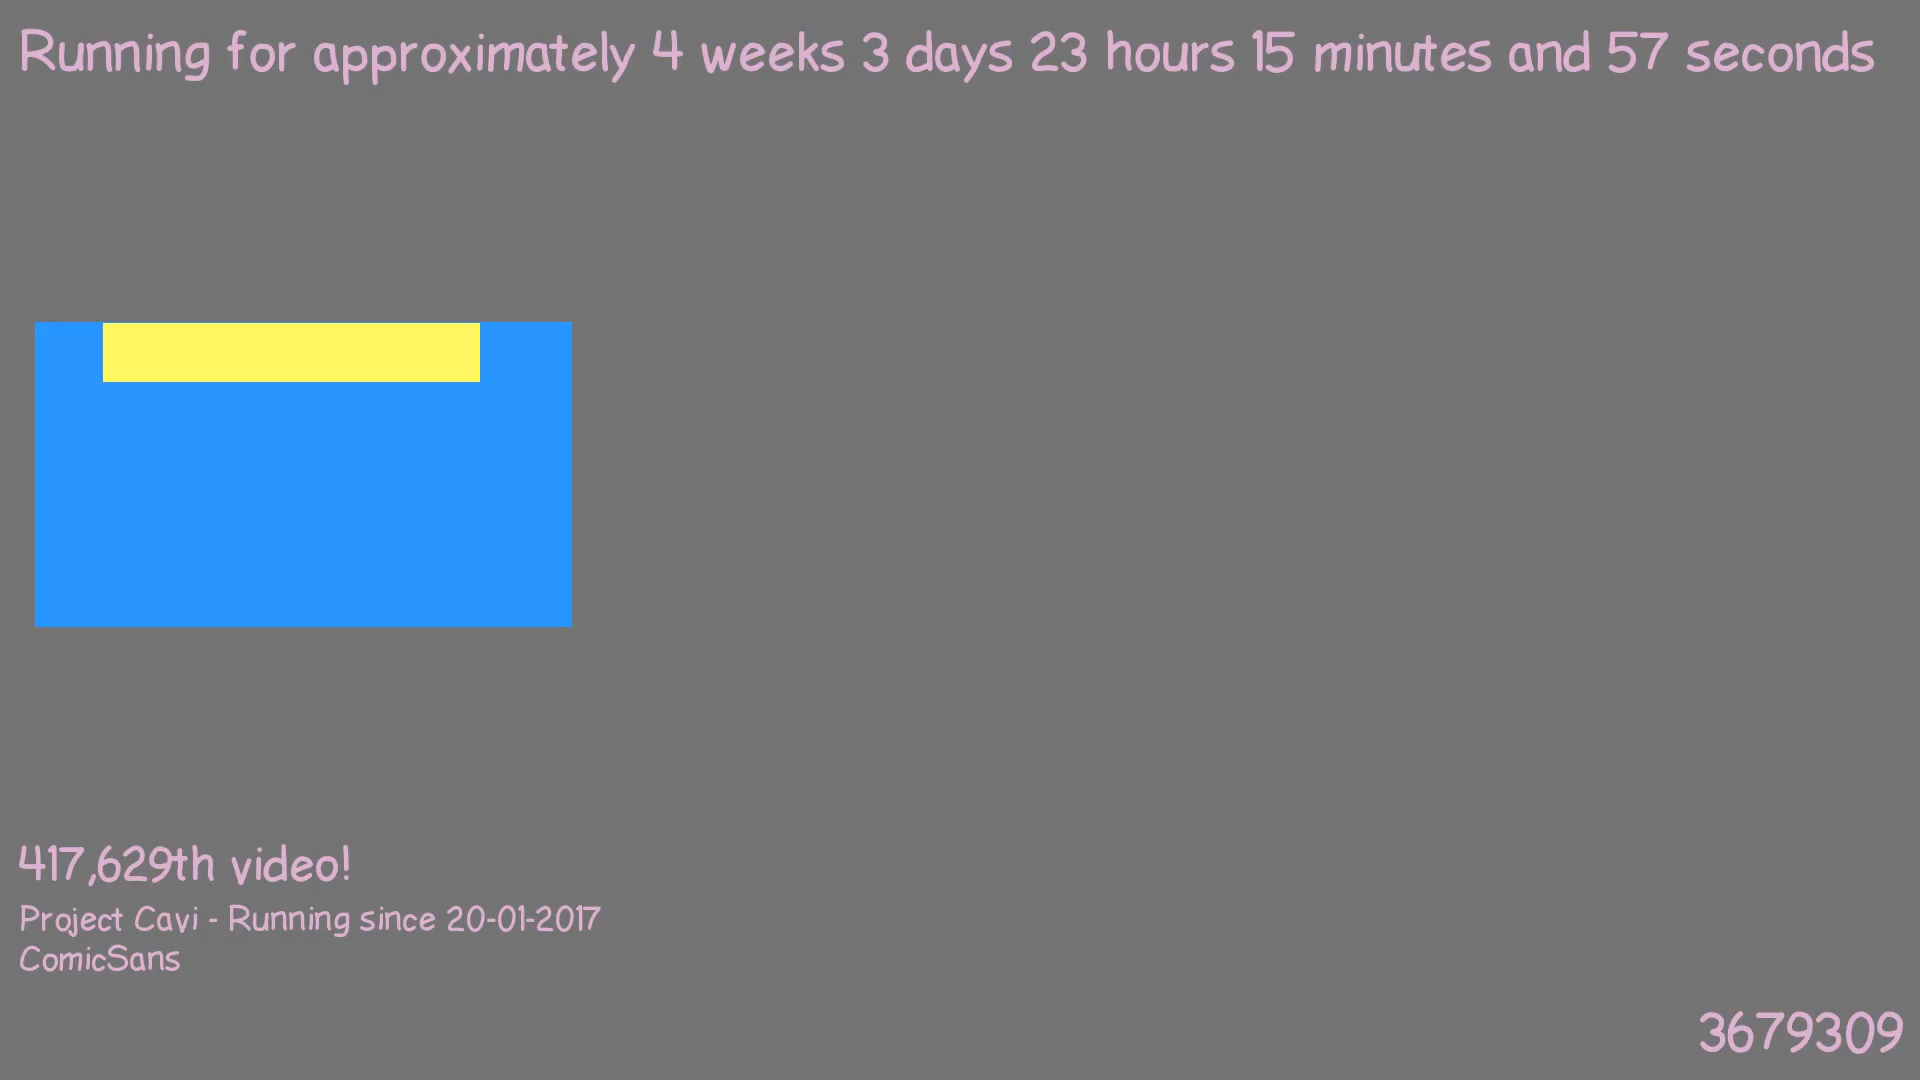 Running for approximately 4 weeks 3 days 23 hours 15 minutes and 57 seconds
417,629th video!
Project Cavi - Running since 20-01-2017
ComicSans
3679309